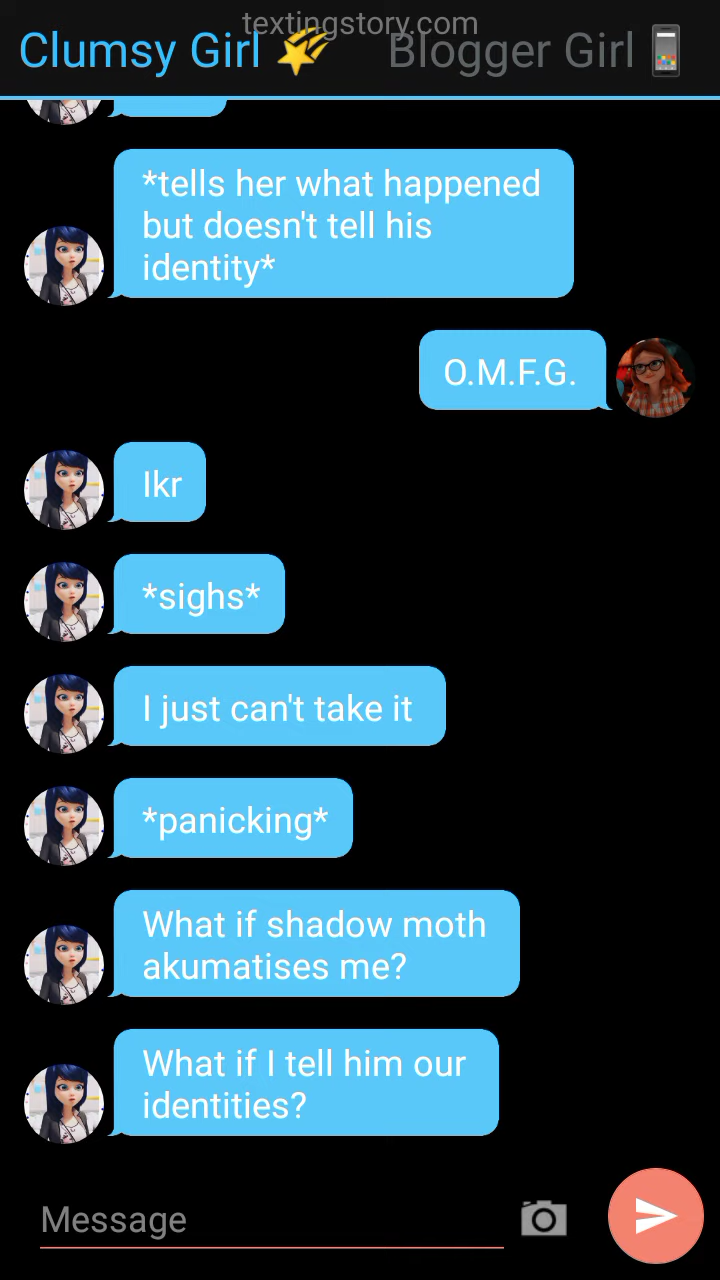 textingstory.com
Clumsy Girl 🌠 Blogger Girl 📱
*tells her what happened
but doesn't tell his
identity*
O.M.F.G.
Ikr
*sighs*
I just can't take it
*panicking*
What if shadow moth
akumatises me?
What if I tell him our
identities?
Message